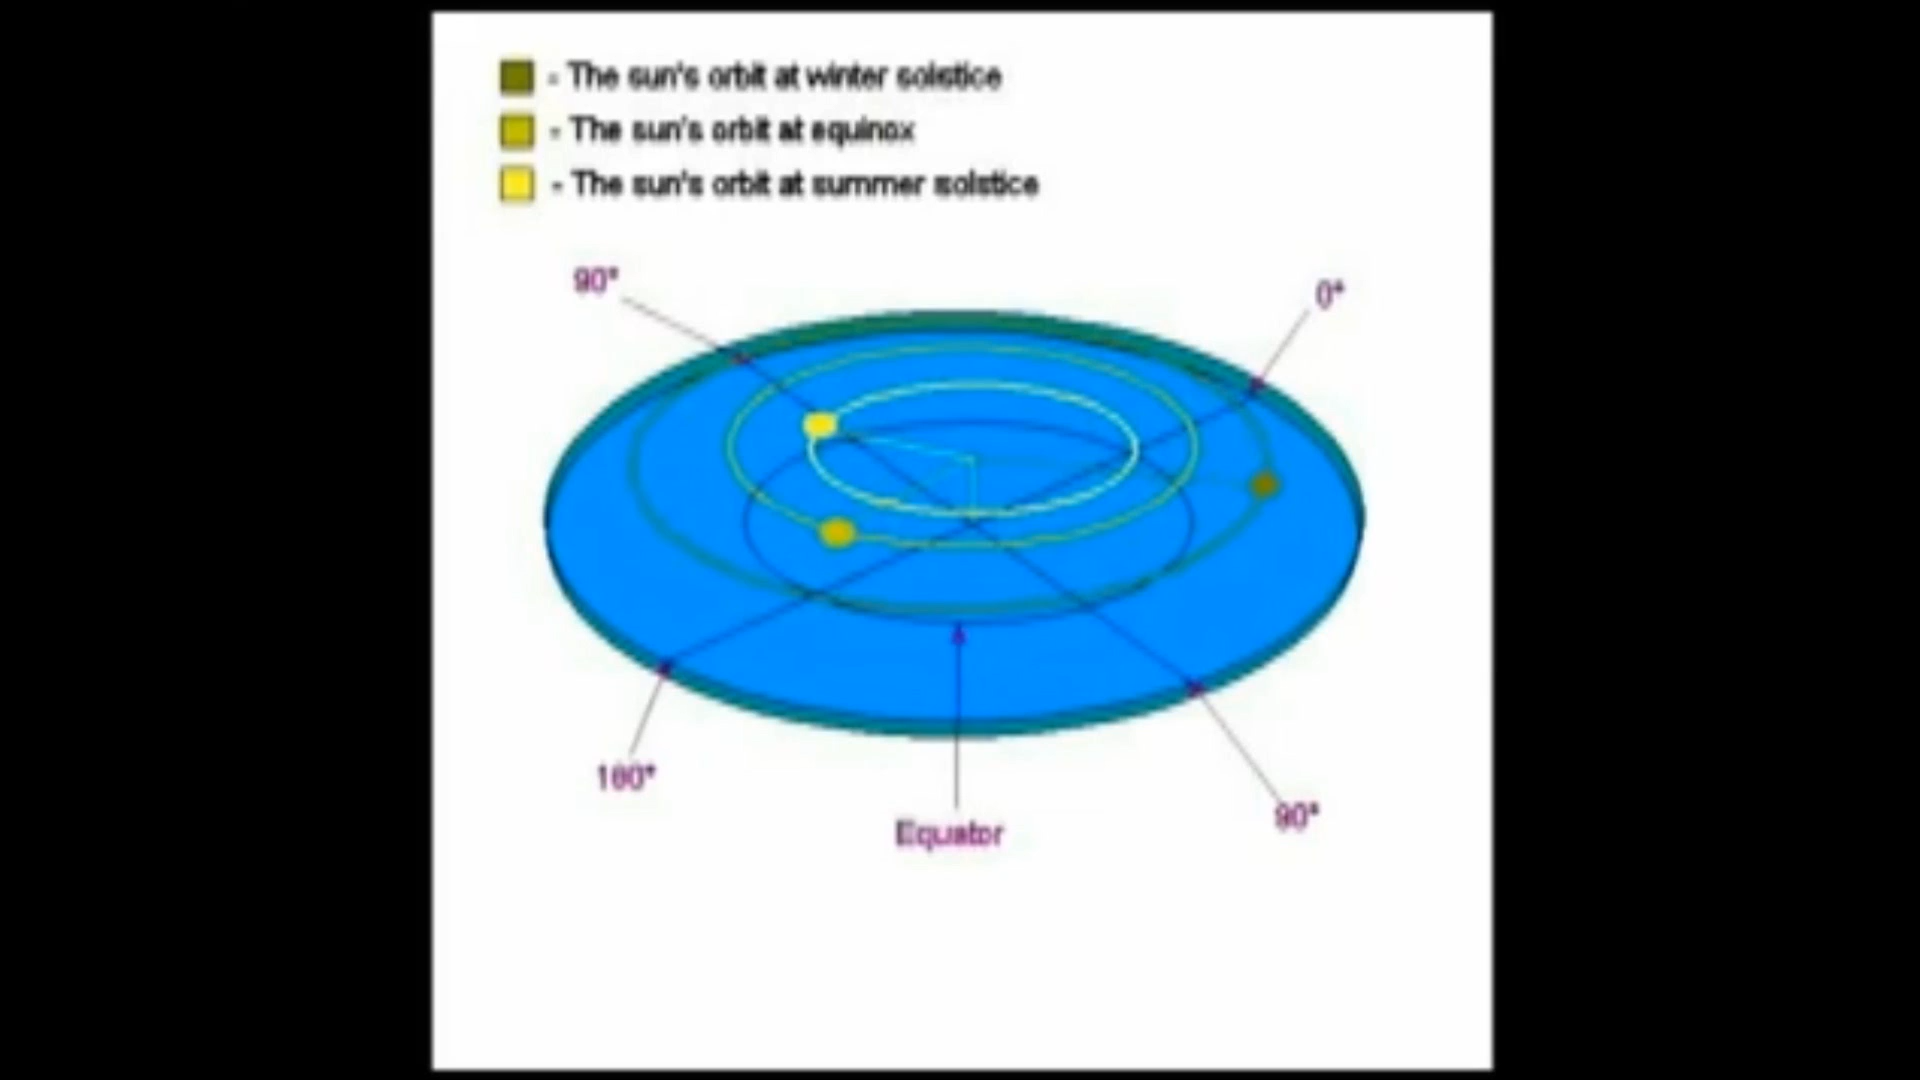 - The sun's orbit at winter solstice
- The sun's orbit at equinox
- The sun's orbit at summer solstice
90°
0°
180°
90°
Equator